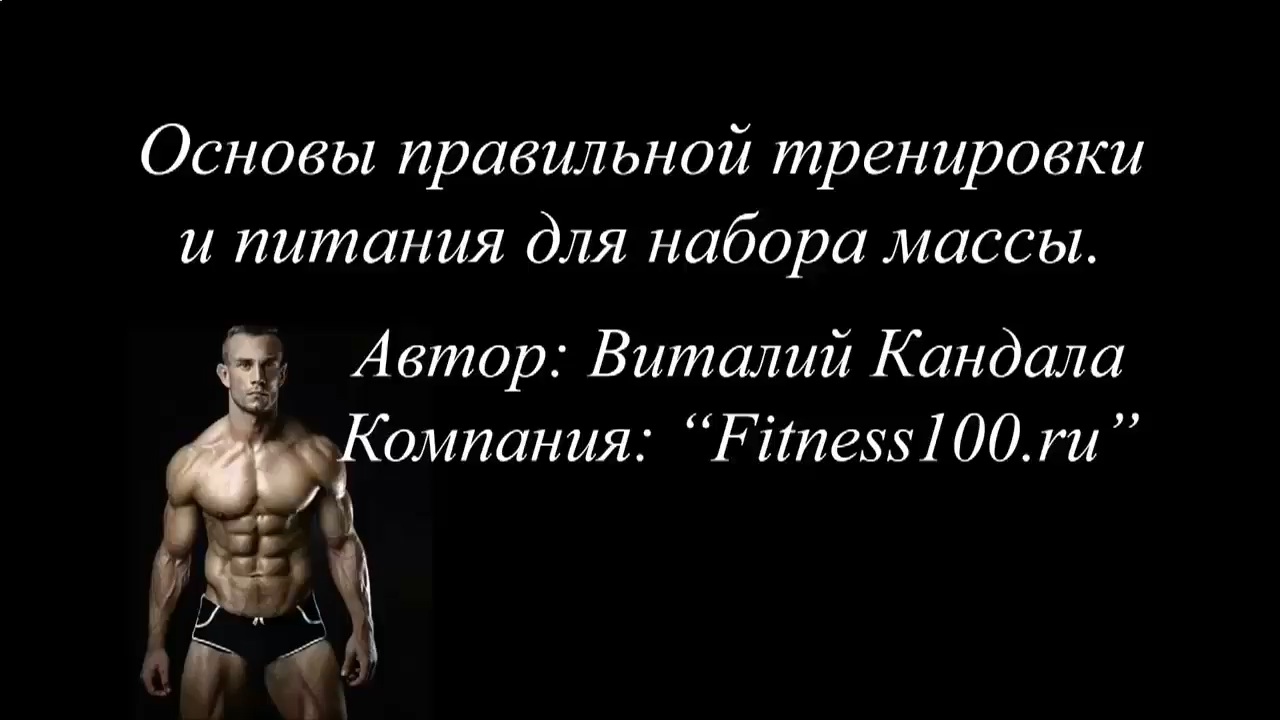 Основы правильной тренировки
и питания для набора массы.
Автор: Виталий Кандала
Компания: “Fitness100.ru”